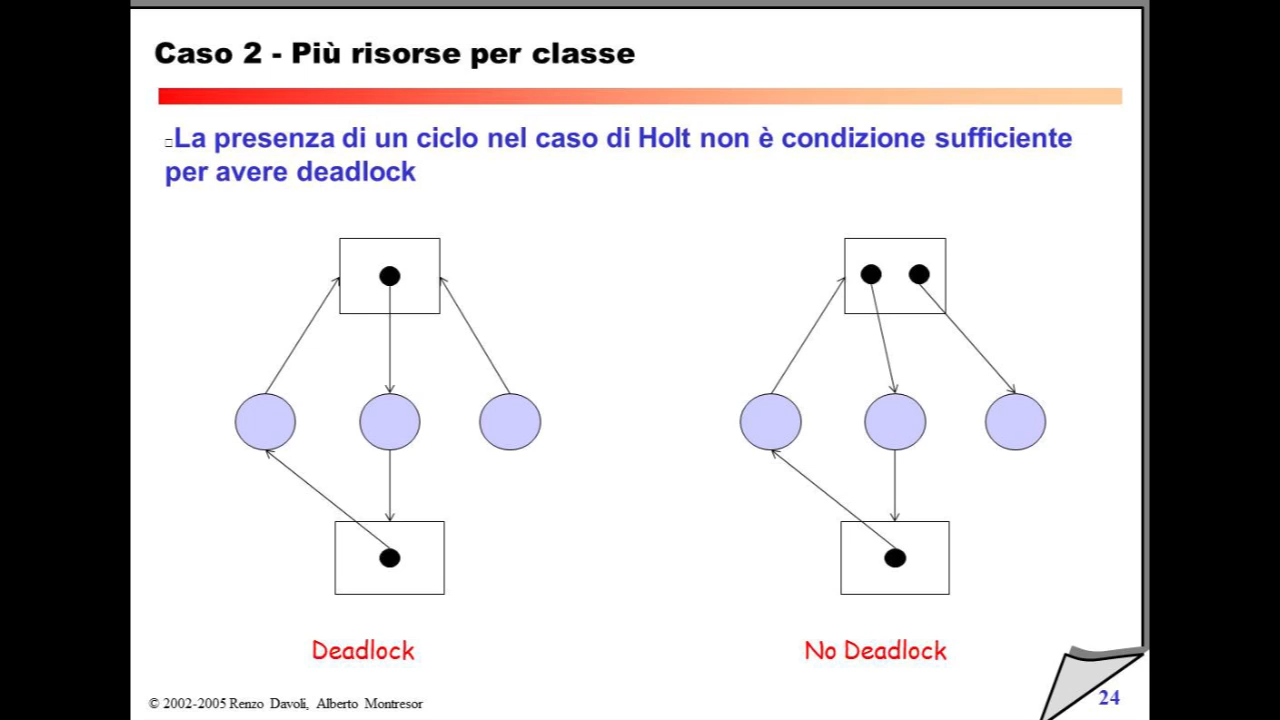 Caso 2 - Più risorse per classe
La presenza di un ciclo nel caso di Holt non è condizione sufficiente
per avere deadlock
Deadlock
No Deadlock
© 2002-2005 Renzo Davoli, Alberto Montresor
24